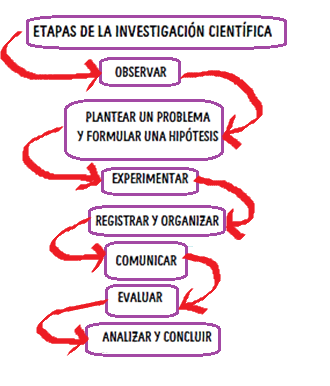 ETAPAS DE LA INVESTIGACIÓN CIENTÍFICA
OBSERVAR
PLANTEAR UN PROBLEMA
Y FORMULAR UNA HIPÓTESIS
EXPERIMENTAR
REGISTRAR Y ORGANIZAR
COMUNICAR
EVALUAR
ANALIZAR Y CONCLUIR